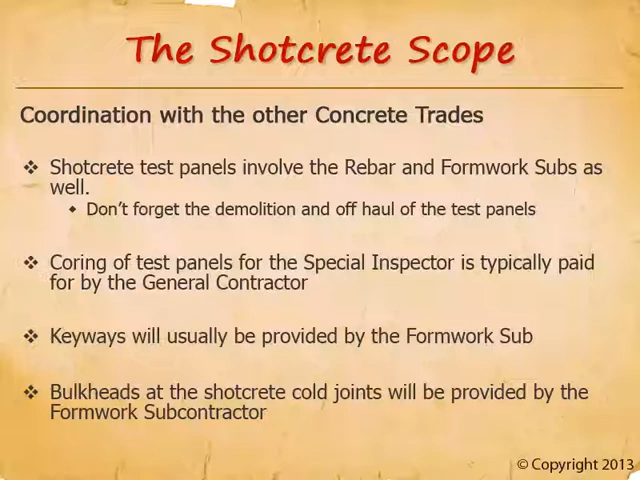 The Shotcrete Scope
Coordination with the other Concrete Trades
❖ Shotcrete test panels involve the Rebar and Formwork Subs as
well.
◆ Don't forget the demolition and off haul of the test panels
❖ Coring of test panels for the Special Inspector is typically paid
for by the General Contractor
❖ Keyways will usually be provided by the Formwork Sub
❖ Bulkheads at the shotcrete cold joints will be provided by the
Formwork Subcontractor
© Copyright 2013